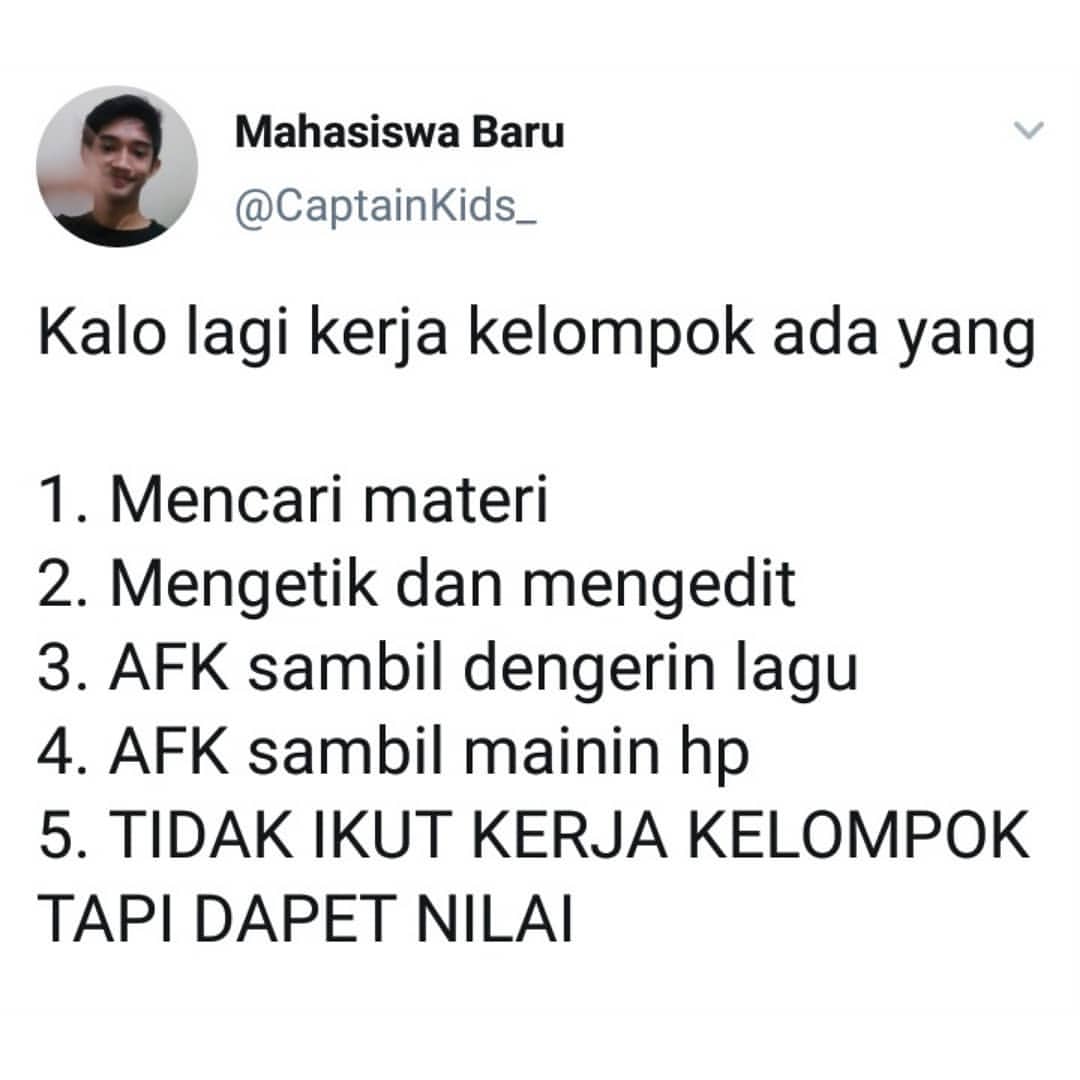 Mahasiswa Baru
@CaptainKids_
Kalo lagi kerja kelompok ada yang
1. Mencari materi
2. Mengetik dan mengedit
3. AFK sambil dengerin lagu
4. AFK sambil mainin hp
5. TIDAK IKUT KERJA KELOMPOK
TAPI DAPET NILAI